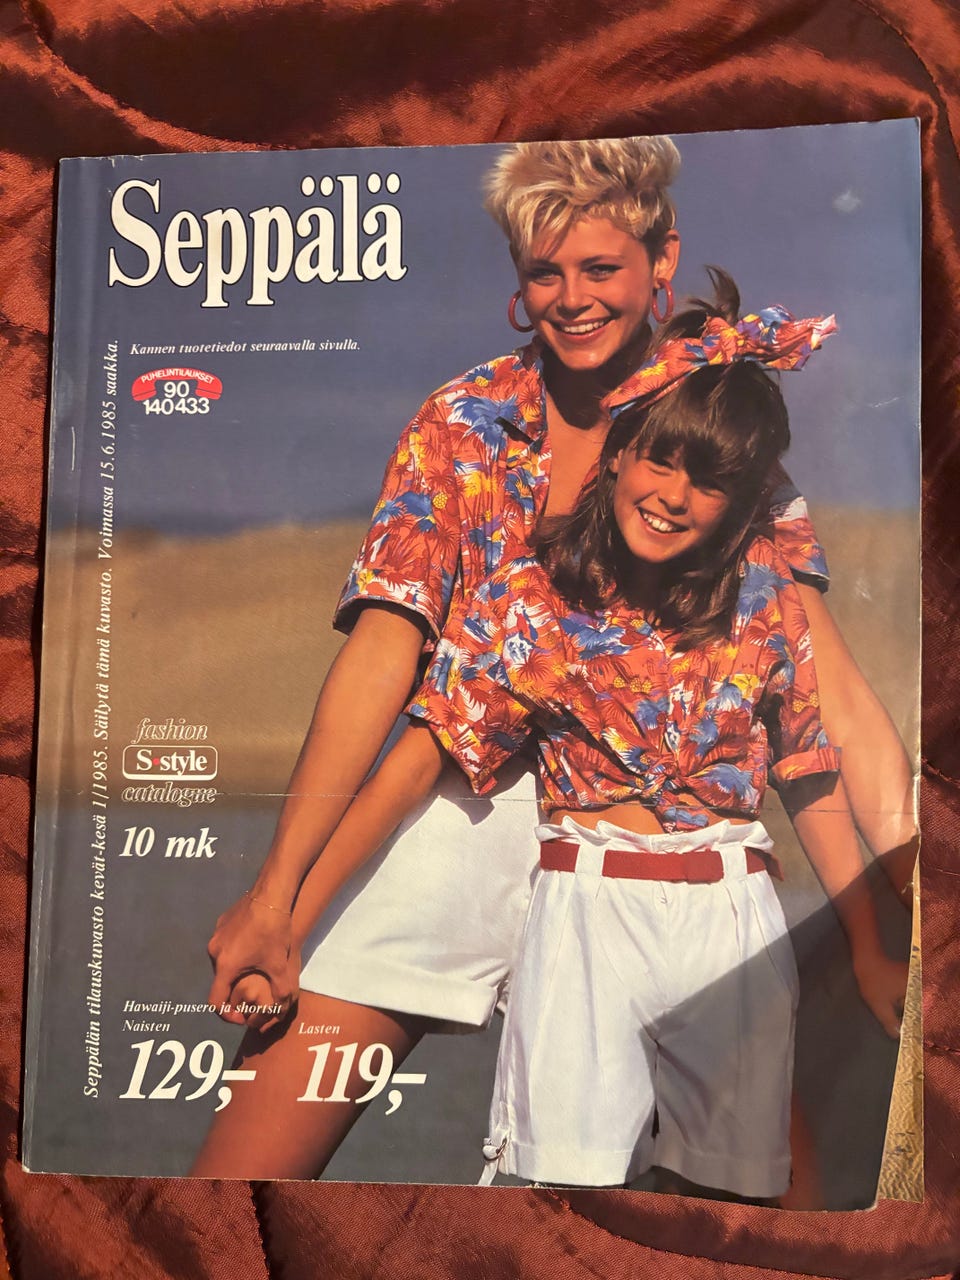 Seppälä
Kannen tuotetiedot seuraavalla sivulla.
PUHELINTILAUKSET
90
140433
Seppälän tilauskuvasto kevät-kesä 1/1985. Säilytä tämä kuvasto. Voimassa 15.6.1985 saakka.
fashion
S•style
catalogue
10 mk
Hawaiji-pusero ja shortsit
Naisten
129,–
Lasten
119,–